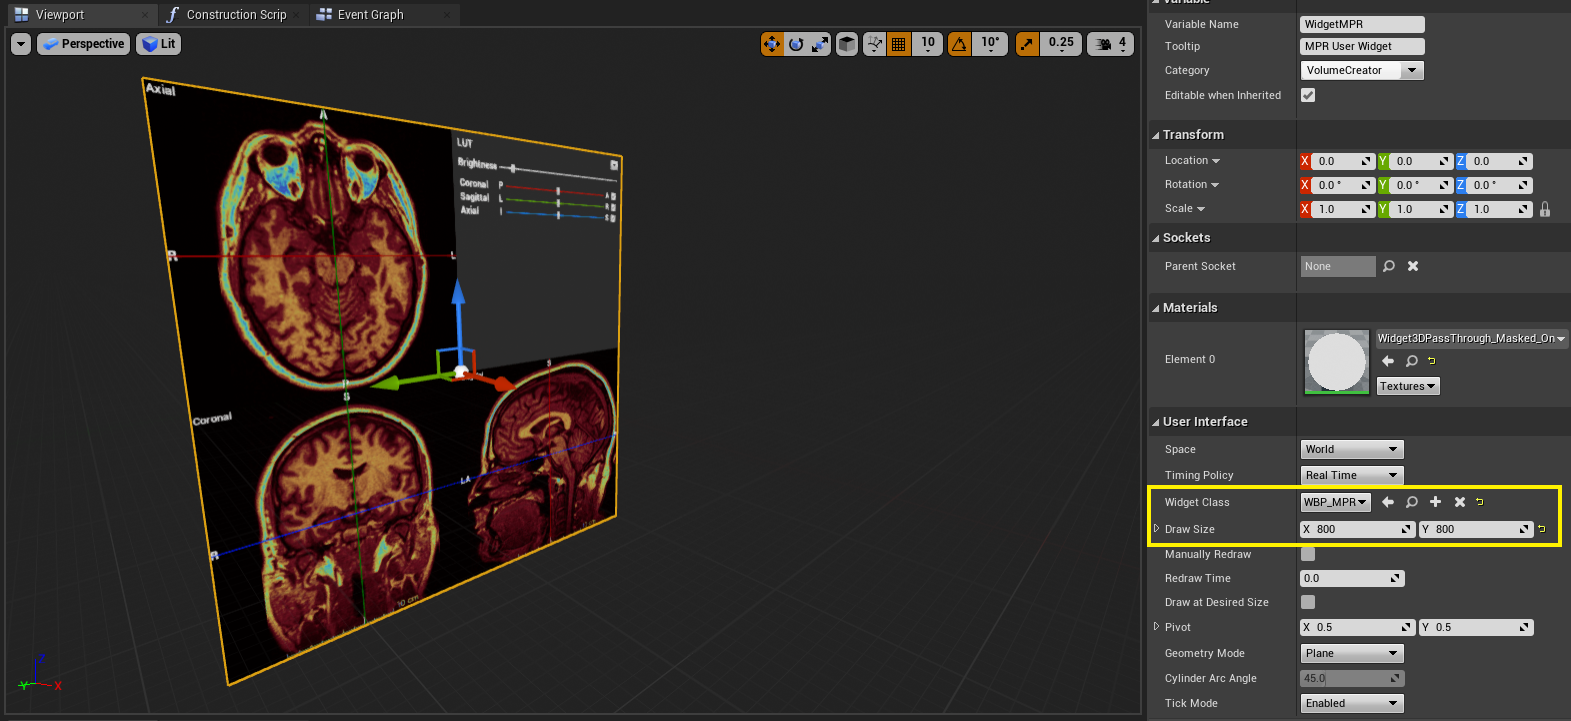 Viewport
Construction Scrip
Event Graph
Perspective
Lit
10
10°
0.25
4
Axial
A
R
L
P
S
LUT
Brightness
Coronal P A
Sagittal L R
Axial I S
Coronal
S
R
LA
10 cm
Z
Y
X
Variable
Variable Name WidgetMPR
Tooltip MPR User Widget
Category VolumeCreator
Editable when Inherited
Transform
Location X 0.0 Y 0.0 Z 0.0
Rotation X 0.0 ° Y 0.0 ° Z 0.0 °
Scale X 1.0 Y 1.0 Z 1.0
Sockets
Parent Socket None
Materials
Element 0 Widget3DPassThrough_Masked_On
Textures
User Interface
Space World
Timing Policy Real Time
Widget Class WBP_MPR
Draw Size X 800 Y 800
Manually Redraw
Redraw Time 0.0
Draw at Desired Size
Pivot X 0.5 Y 0.5
Geometry Mode Plane
Cylinder Arc Angle 45.0
Tick Mode Enabled